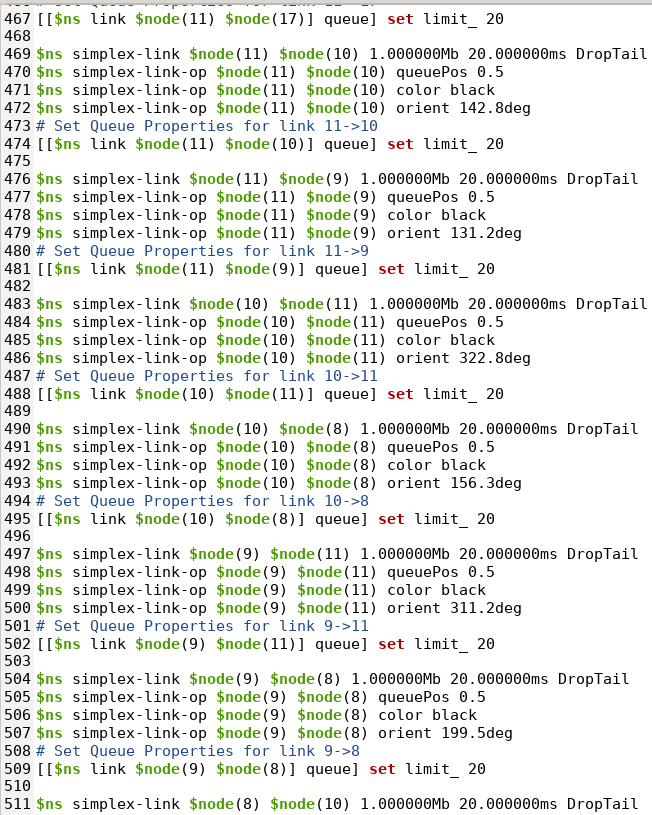 467 [[$ns link $node(11) $node(17)] queue] set limit_ 20
468
469 $ns simplex-link $node(11) $node(10) 1.000000Mb 20.000000ms DropTail
470 $ns simplex-link-op $node(11) $node(10) queuePos 0.5
471 $ns simplex-link-op $node(11) $node(10) color black
472 $ns simplex-link-op $node(11) $node(10) orient 142.8deg
473 # Set Queue Properties for link 11->10
474 [[$ns link $node(11) $node(10)] queue] set limit_ 20
475
476 $ns simplex-link $node(11) $node(9) 1.000000Mb 20.000000ms DropTail
477 $ns simplex-link-op $node(11) $node(9) queuePos 0.5
478 $ns simplex-link-op $node(11) $node(9) color black
479 $ns simplex-link-op $node(11) $node(9) orient 131.2deg
480 # Set Queue Properties for link 11->9
481 [[$ns link $node(11) $node(9)] queue] set limit_ 20
482
483 $ns simplex-link $node(10) $node(11) 1.000000Mb 20.000000ms DropTail
484 $ns simplex-link-op $node(10) $node(11) queuePos 0.5
485 $ns simplex-link-op $node(10) $node(11) color black
486 $ns simplex-link-op $node(10) $node(11) orient 322.8deg
487 # Set Queue Properties for link 10->11
488 [[$ns link $node(10) $node(11)] queue] set limit_ 20
489
490 $ns simplex-link $node(10) $node(8) 1.000000Mb 20.000000ms DropTail
491 $ns simplex-link-op $node(10) $node(8) queuePos 0.5
492 $ns simplex-link-op $node(10) $node(8) color black
493 $ns simplex-link-op $node(10) $node(8) orient 156.3deg
494 # Set Queue Properties for link 10->8
495 [[$ns link $node(10) $node(8)] queue] set limit_ 20
496
497 $ns simplex-link $node(9) $node(11) 1.000000Mb 20.000000ms DropTail
498 $ns simplex-link-op $node(9) $node(11) queuePos 0.5
499 $ns simplex-link-op $node(9) $node(11) color black
500 $ns simplex-link-op $node(9) $node(11) orient 311.2deg
501 # Set Queue Properties for link 9->11
502 [[$ns link $node(9) $node(11)] queue] set limit_ 20
503
504 $ns simplex-link $node(9) $node(8) 1.000000Mb 20.000000ms DropTail
505 $ns simplex-link-op $node(9) $node(8) queuePos 0.5
506 $ns simplex-link-op $node(9) $node(8) color black
507 $ns simplex-link-op $node(9) $node(8) orient 199.5deg
508 # Set Queue Properties for link 9->8
509 [[$ns link $node(9) $node(8)] queue] set limit_ 20
510
511 $ns simplex-link $node(8) $node(10) 1.000000Mb 20.000000ms DropTail